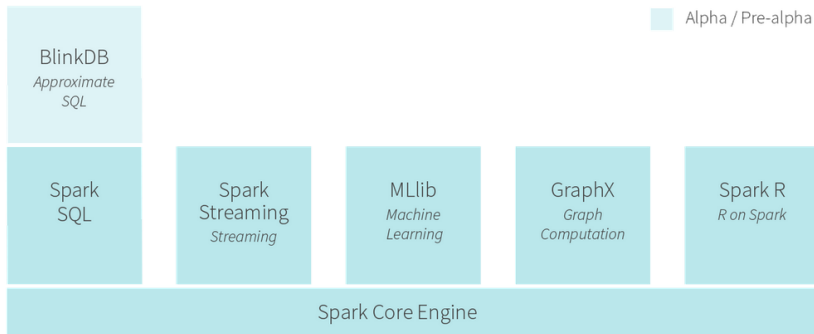 Alpha / Pre-alpha
BlinkDB
Approximate
SQL
Spark
SQL
Spark
Streaming
Streaming
MLlib
Machine
Learning
GraphX
Graph
Computation
Spark R
R on Spark
Spark Core Engine